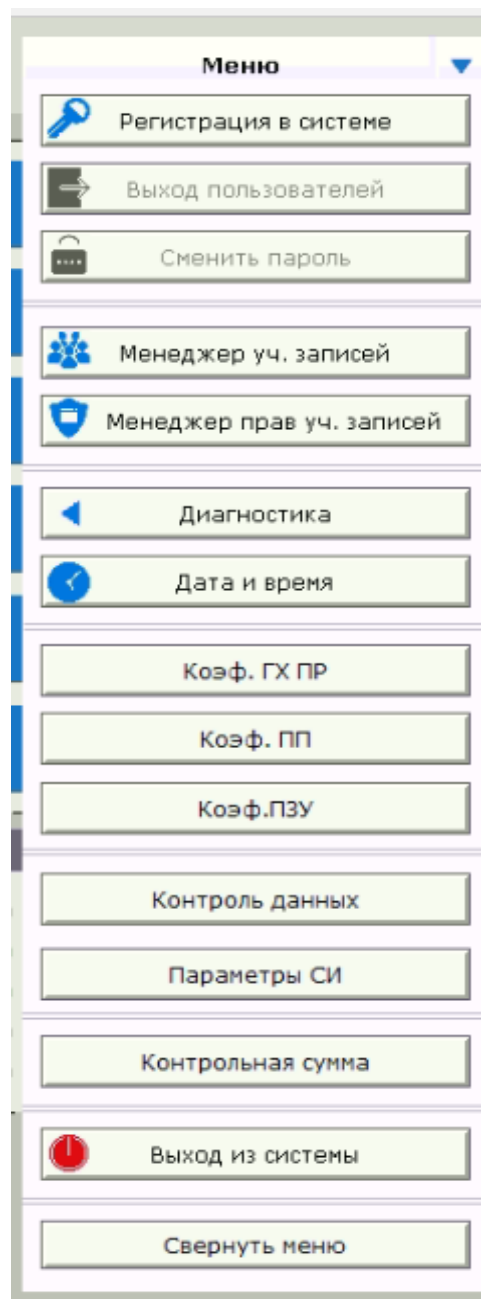 Меню
Регистрация в системе
Выход пользователей
Сменить пароль
Менеджер уч. записей
Менеджер прав уч. записей
Диагностика
Дата и время
Коэф. ГХ ПР
Коэф. ПП
Коэф.ПЗУ
Контроль данных
Параметры СИ
Контрольная сумма
Выход из системы
Свернуть меню